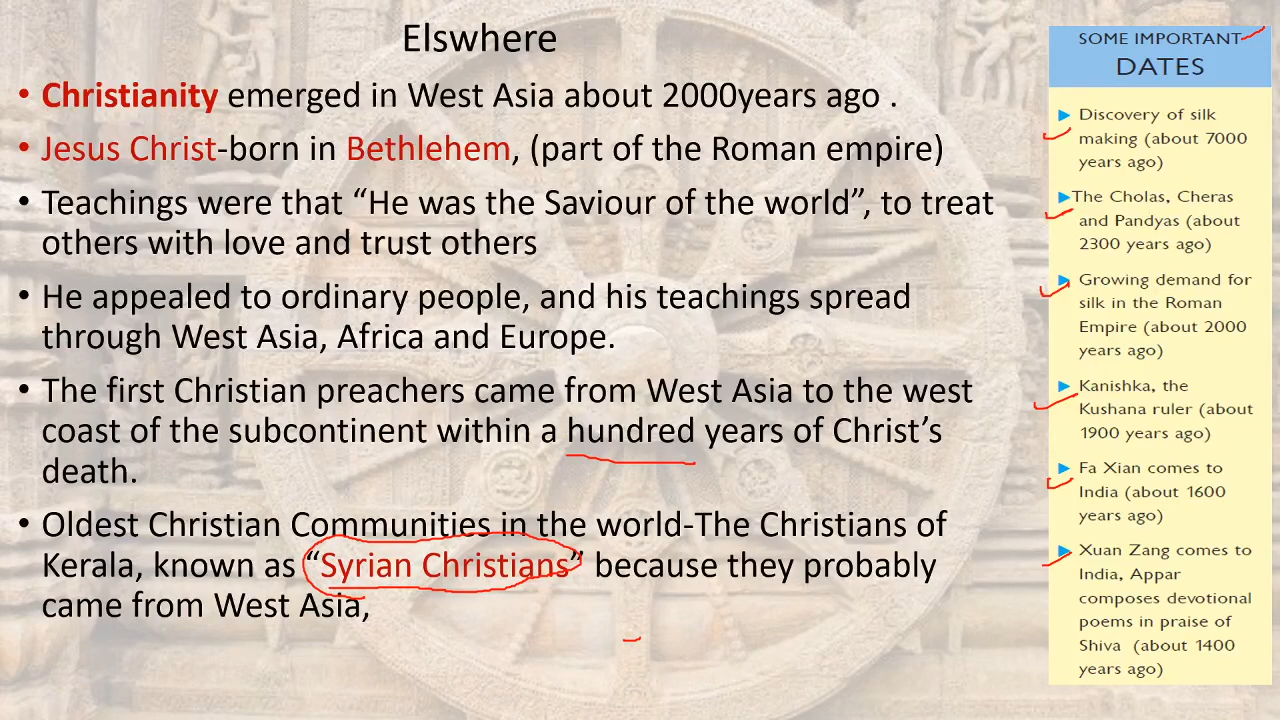 Elswhere
• Christianity emerged in West Asia about 2000years ago .
• Jesus Christ-born in Bethlehem, (part of the Roman empire)
• Teachings were that “He was the Saviour of the world”, to treat
others with love and trust others
• He appealed to ordinary people, and his teachings spread
through West Asia, Africa and Europe.
• The first Christian preachers came from West Asia to the west
coast of the subcontinent within a hundred years of Christ’s
death.
• Oldest Christian Communities in the world-The Christians of
Kerala, known as “Syrian Christians” because they probably
came from West Asia,
SOME IMPORTANT
DATES
Discovery of silk
making (about 7000
years ago)
The Cholas, Cheras
and Pandyas (about
2300 years ago)
Growing demand for
silk in the Roman
Empire (about 2000
years ago)
Kanishka, the
Kushana ruler (about
1900 years ago)
Fa Xian comes to
India (about 1600
years ago)
Xuan Zang comes to
India, Appar
composes devotional
poems in praise of
Shiva (about 1400
years ago)